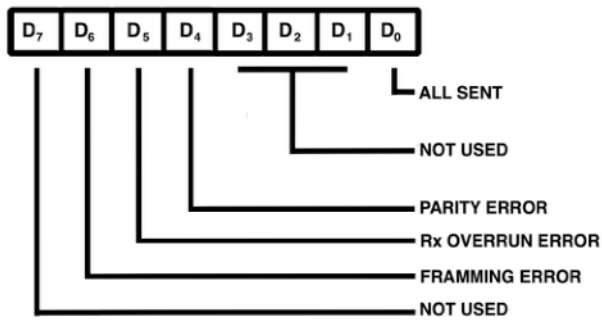 D7 D6 D5 D4 D3 D2 D1 D0
ALL SENT
NOT USED
PARITY ERROR
Rx OVERRUN ERROR
FRAMMING ERROR
NOT USED